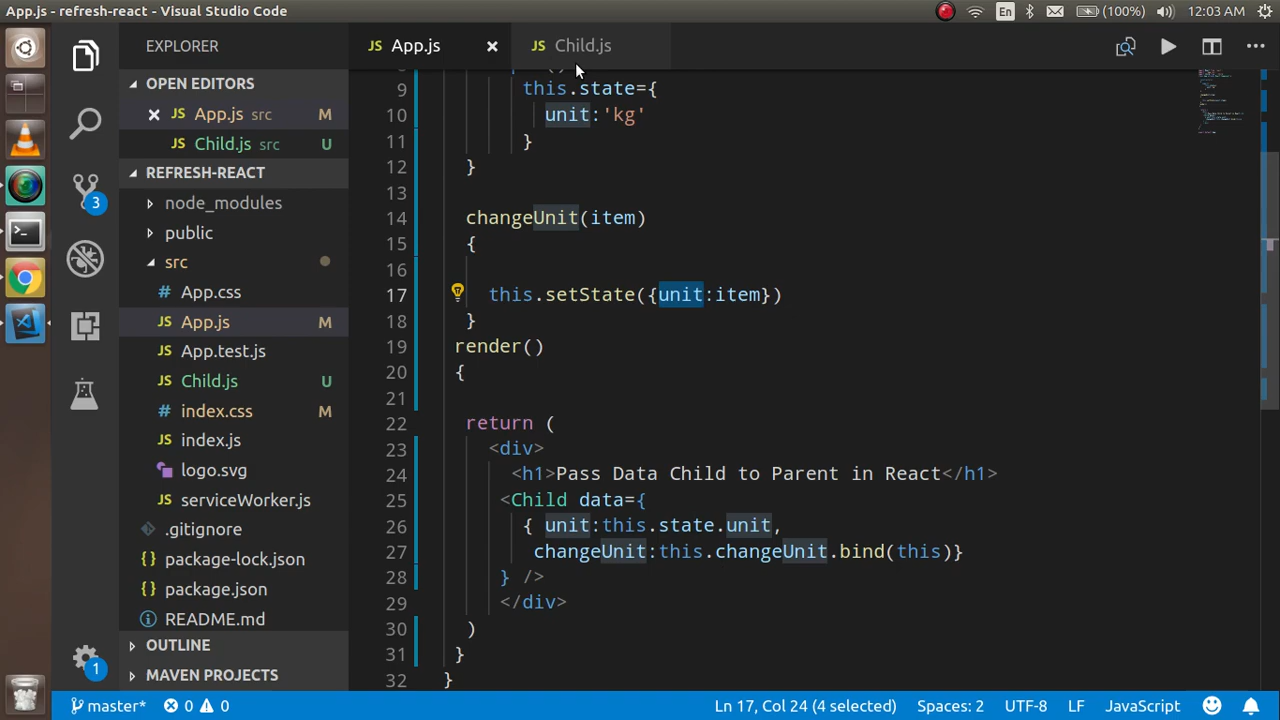 App.js - refresh-react - Visual Studio Code
En
(100%)
12:03 AM
EXPLORER
OPEN EDITORS
App.js src M
Child.js src U
REFRESH-REACT
node_modules
public
src
# App.css
JS App.js M
JS App.test.js
JS Child.js U
# index.css M
JS index.js
logo.svg
JS serviceWorker.js
.gitignore
{} package-lock.json
{} package.json
README.md
OUTLINE
MAVEN PROJECTS
3
1
JS App.js
JS Child.js
9 this.state={
10 unit:'kg'
11 }
12 }
13
14 changeUnit(item)
15 {
16
17 this.setState({unit:item})
18 }
19 render()
20 {
21
22 return (
23 <div>
24 <h1>Pass Data Child to Parent in React</h1>
25 <Child data={
26 { unit:this.state.unit,
27 changeUnit:this.changeUnit.bind(this)}
28 } />
29 </div>
30 )
31 }
32 }
master* 0 0
Ln 17, Col 24 (4 selected)
Spaces: 2
UTF-8
LF
JavaScript